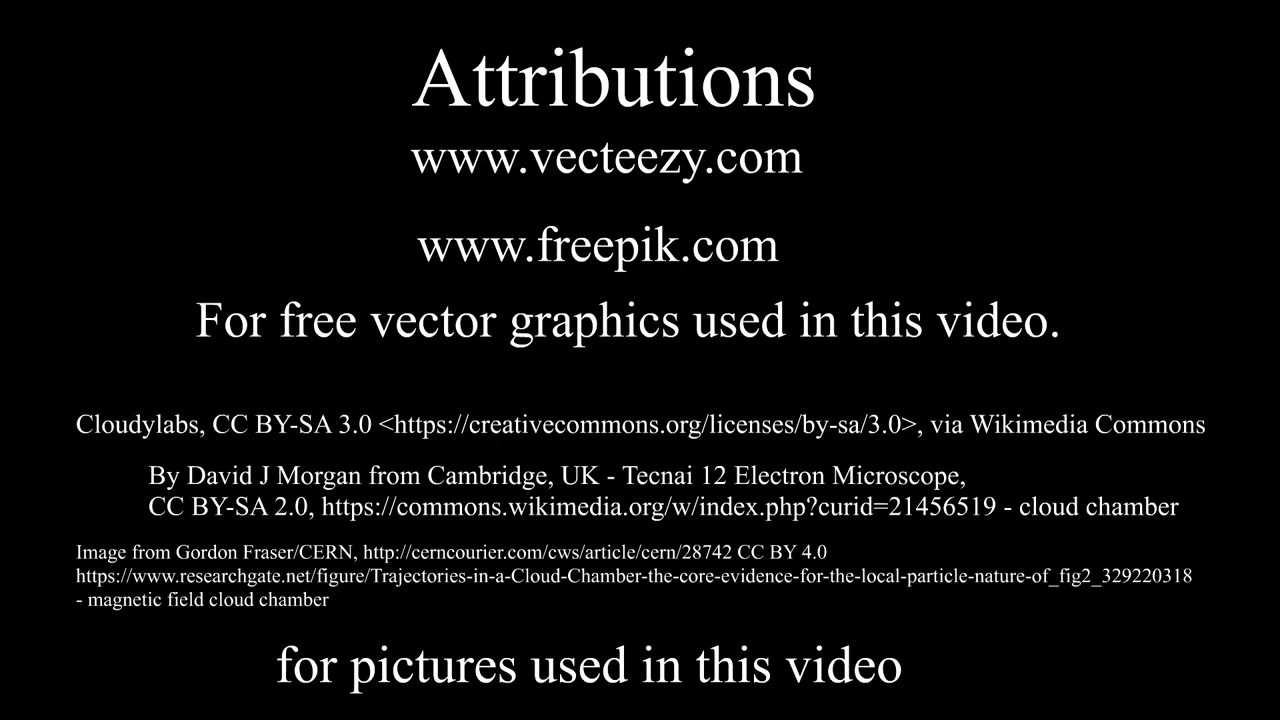 Attributions
www.vecteezy.com
www.freepik.com
For free vector graphics used in this video.
Cloudylabs, CC BY-SA 3.0 <https://creativecommons.org/licenses/by-sa/3.0>, via Wikimedia Commons
By David J Morgan from Cambridge, UK - Tecnai 12 Electron Microscope,
CC BY-SA 2.0, https://commons.wikimedia.org/w/index.php?curid=21456519 - cloud chamber
Image from Gordon Fraser/CERN, http://cerncourier.com/cws/article/cern/28742 CC BY 4.0
https://www.researchgate.net/figure/Trajectories-in-a-Cloud-Chamber-the-core-evidence-for-the-local-particle-nature-of_fig2_329220318
- magnetic field cloud chamber
for pictures used in this video